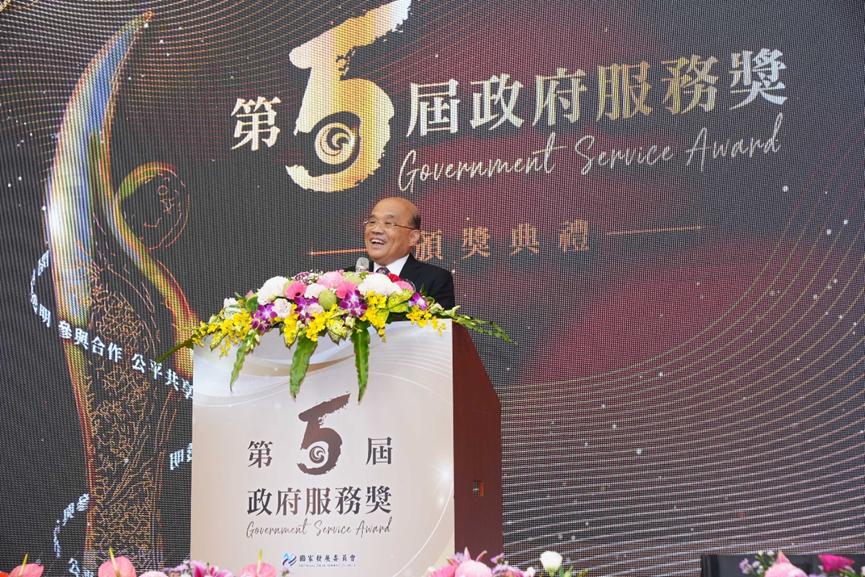 第5屆政府服務獎
Government Service Award
頒獎典禮
參與合作 公平共享
第5屆
政府服務獎
Government Service Award
國家發展委員會